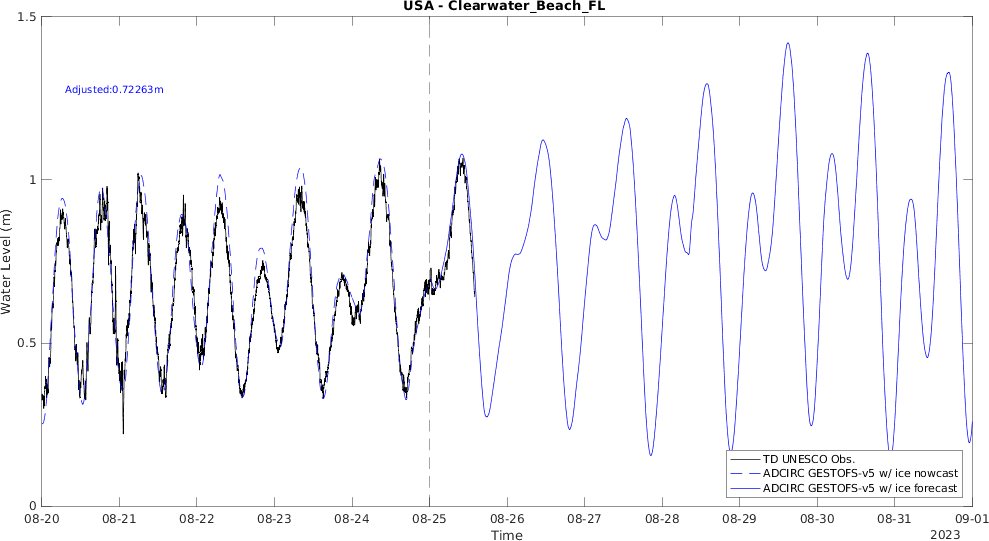 USA - Clearwater_Beach_FL
1.5
Adjusted:0.72263m
1
Water Level (m)
0.5
TD UNESCO Obs.
ADCIRC GESTOFS-v5 w/ ice nowcast
ADCIRC GESTOFS-v5 w/ ice forecast
0
08-20 08-21 08-22 08-23 08-24 08-25 08-26 08-27 08-28 08-29 08-30 08-31 09-01
Time 2023